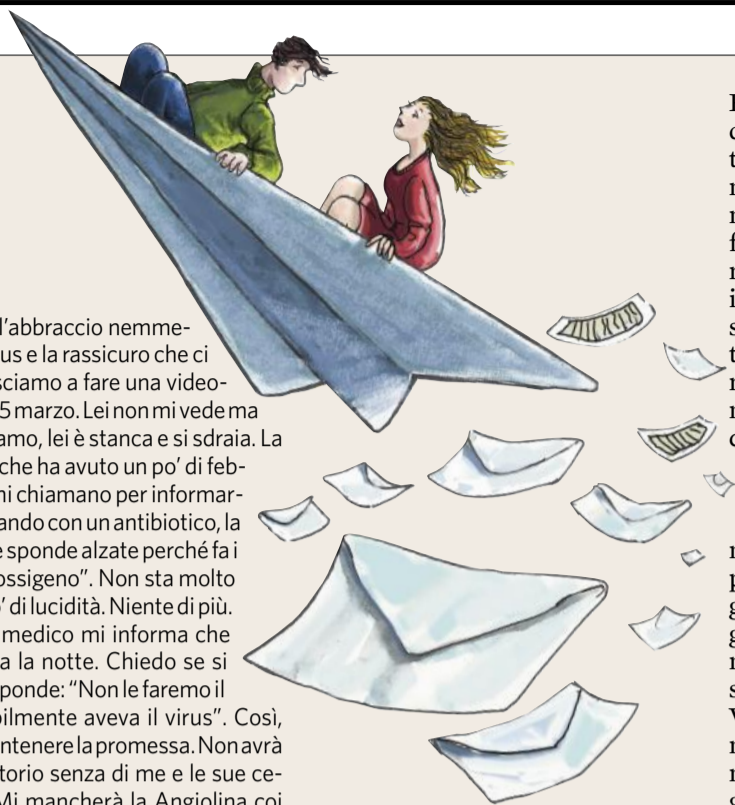 l'abbraccio nemme-
us e la rassicuro che ci
sciamo a fare una video-
5 marzo. Lei non mi vede ma
amo, lei è stanca e si sdraia. La
che ha avuto un po' di feb-
ni chiamano per informar-
ando con un antibiotico, la
e sponde alzate perché fa i
ossigeno". Non sta molto
o' di lucidità. Niente di più.
medico mi informa che
a la notte. Chiedo se si
ponde: "Non le faremo il
bilmente aveva il virus". Così,
ntenere la promessa. Non avrà
torio senza di me e le sue ce-
Mi mancherà la Angiolina coi